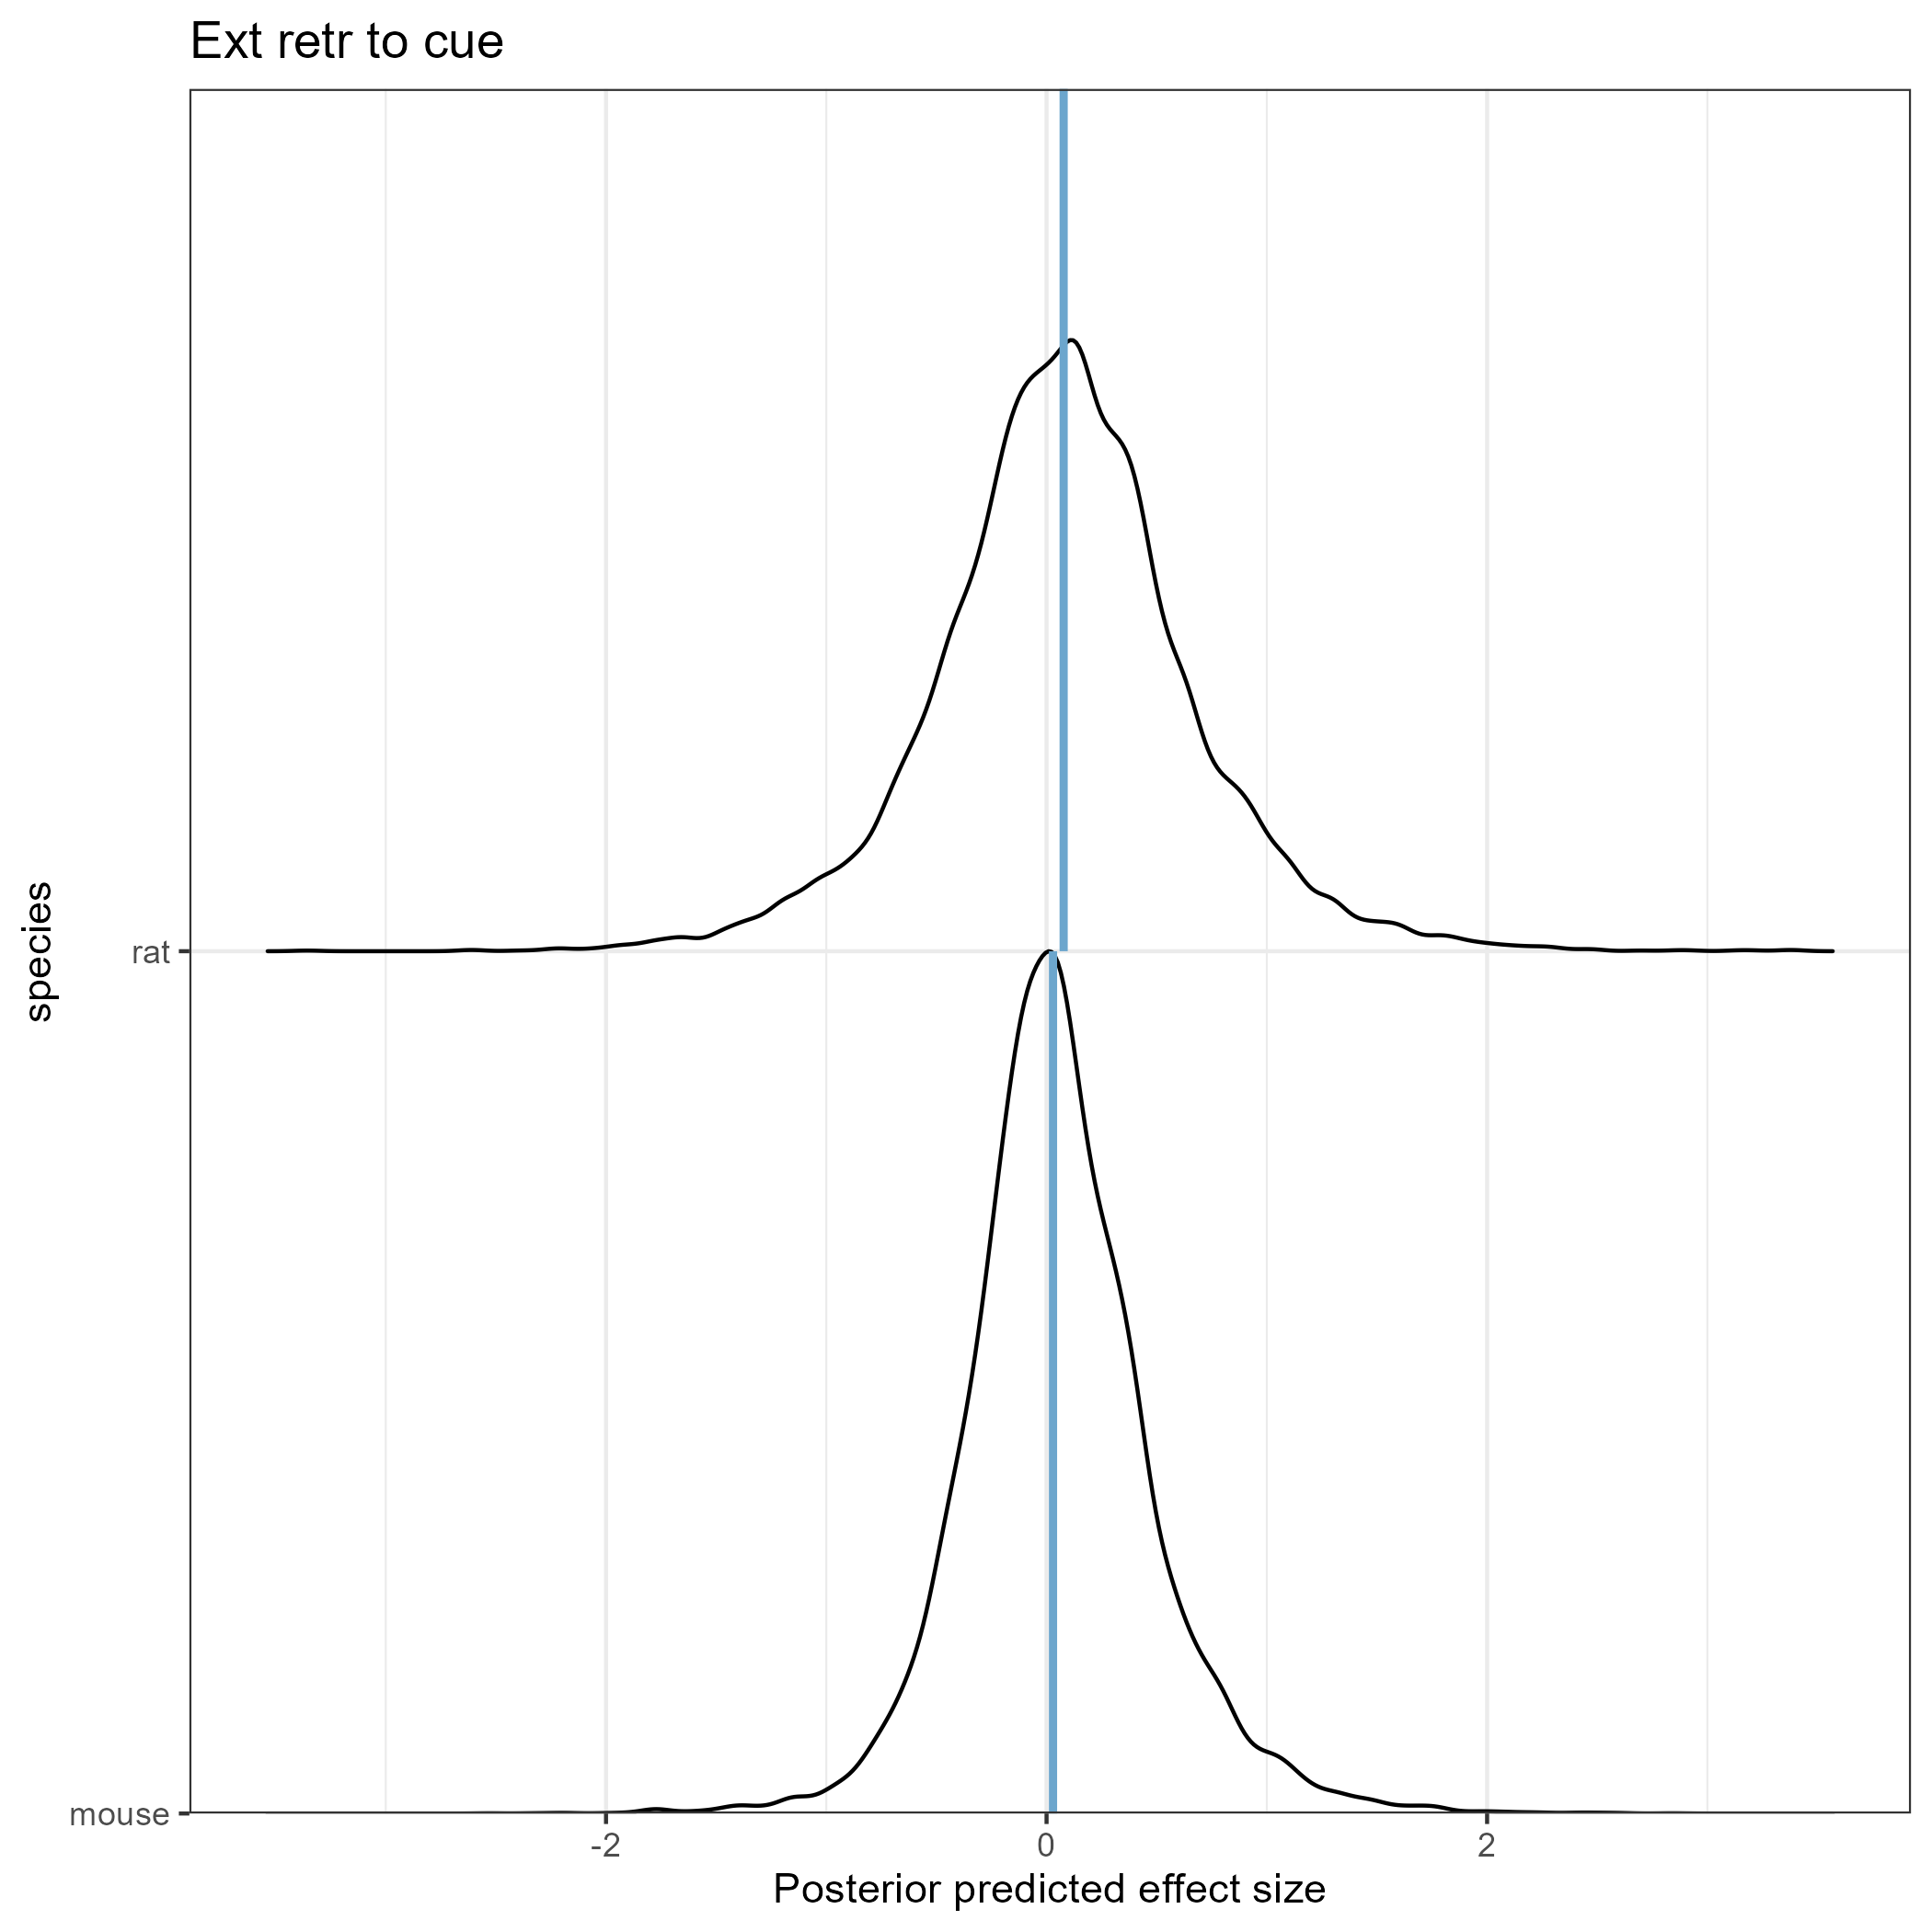 Ext retr to cue
species
rat
mouse
-2 0 2
Posterior predicted effect size